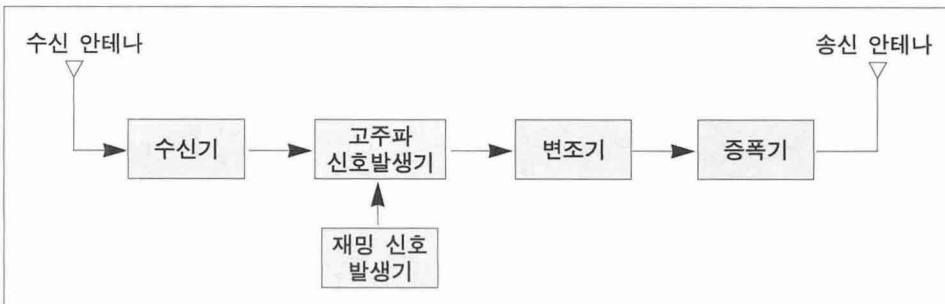 수신 안테나
송신 안테나
수신기
고주파
신호발생기
변조기
증폭기
재밍 신호
발생기